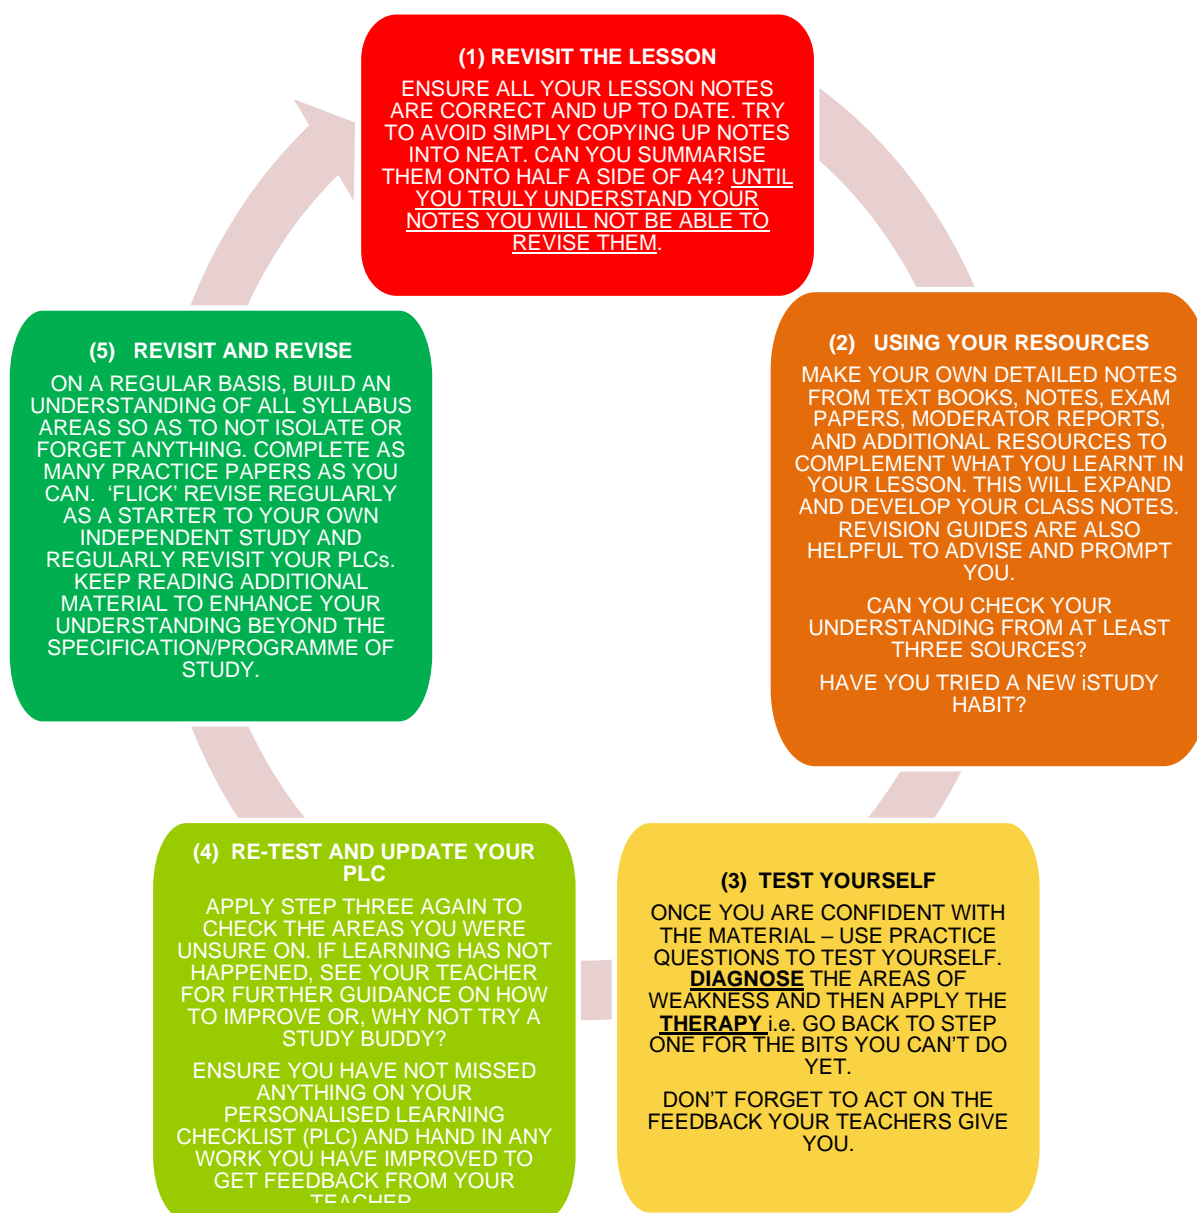 (1) REVISIT THE LESSON
ENSURE ALL YOUR LESSON NOTES
ARE CORRECT AND UP TO DATE. TRY
TO AVOID SIMPLY COPYING UP NOTES
INTO NEAT. CAN YOU SUMMARISE
THEM ONTO HALF A SIDE OF A4? UNTIL
YOU TRULY UNDERSTAND YOUR
NOTES YOU WILL NOT BE ABLE TO
REVISE THEM.
(2) USING YOUR RESOURCES
MAKE YOUR OWN DETAILED NOTES
FROM TEXT BOOKS, NOTES, EXAM
PAPERS, MODERATOR REPORTS,
AND ADDITIONAL RESOURCES TO
COMPLEMENT WHAT YOU LEARNT IN
YOUR LESSON. THIS WILL EXPAND
AND DEVELOP YOUR CLASS NOTES.
REVISION GUIDES ARE ALSO
HELPFUL TO ADVISE AND PROMPT
YOU.
CAN YOU CHECK YOUR
UNDERSTANDING FROM AT LEAST
THREE SOURCES?
HAVE YOU TRIED A NEW iSTUDY
HABIT?
(3) TEST YOURSELF
ONCE YOU ARE CONFIDENT WITH
THE MATERIAL – USE PRACTICE
QUESTIONS TO TEST YOURSELF.
DIAGNOSE THE AREAS OF
WEAKNESS AND THEN APPLY THE
THERAPY i.e. GO BACK TO STEP
ONE FOR THE BITS YOU CAN'T DO
YET.
DON'T FORGET TO ACT ON THE
FEEDBACK YOUR TEACHERS GIVE
YOU.
(4) RE-TEST AND UPDATE YOUR
PLC
APPLY STEP THREE AGAIN TO
CHECK THE AREAS YOU WERE
UNSURE ON. IF LEARNING HAS NOT
HAPPENED, SEE YOUR TEACHER
FOR FURTHER GUIDANCE ON HOW
TO IMPROVE OR, WHY NOT TRY A
STUDY BUDDY?
ENSURE YOU HAVE NOT MISSED
ANYTHING ON YOUR
PERSONALISED LEARNING
CHECKLIST (PLC) AND HAND IN ANY
WORK YOU HAVE IMPROVED TO
GET FEEDBACK FROM YOUR
TEACHER
(5) REVISIT AND REVISE
ON A REGULAR BASIS, BUILD AN
UNDERSTANDING OF ALL SYLLABUS
AREAS SO AS TO NOT ISOLATE OR
FORGET ANYTHING. COMPLETE AS
MANY PRACTICE PAPERS AS YOU
CAN. 'FLICK' REVISE REGULARLY
AS A STARTER TO YOUR OWN
INDEPENDENT STUDY AND
REGULARLY REVISIT YOUR PLCs.
KEEP READING ADDITIONAL
MATERIAL TO ENHANCE YOUR
UNDERSTANDING BEYOND THE
SPECIFICATION/PROGRAMME OF
STUDY.